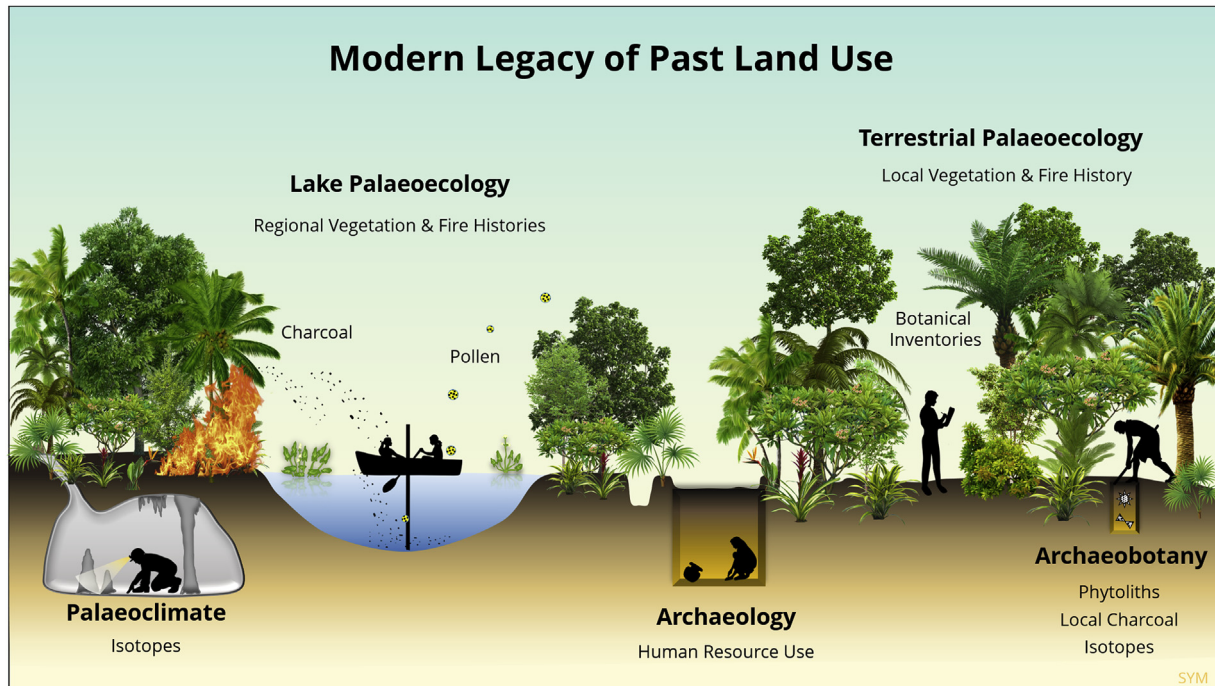 Modern Legacy of Past Land Use
Terrestrial Palaeoecology
Local Vegetation & Fire History
Lake Palaeoecology
Regional Vegetation & Fire Histories
Charcoal
Pollen
Botanical
Inventories
Palaeoclimate
Isotopes
Archaeology
Human Resource Use
Archaeobotany
Phytoliths
Local Charcoal
Isotopes
SYM